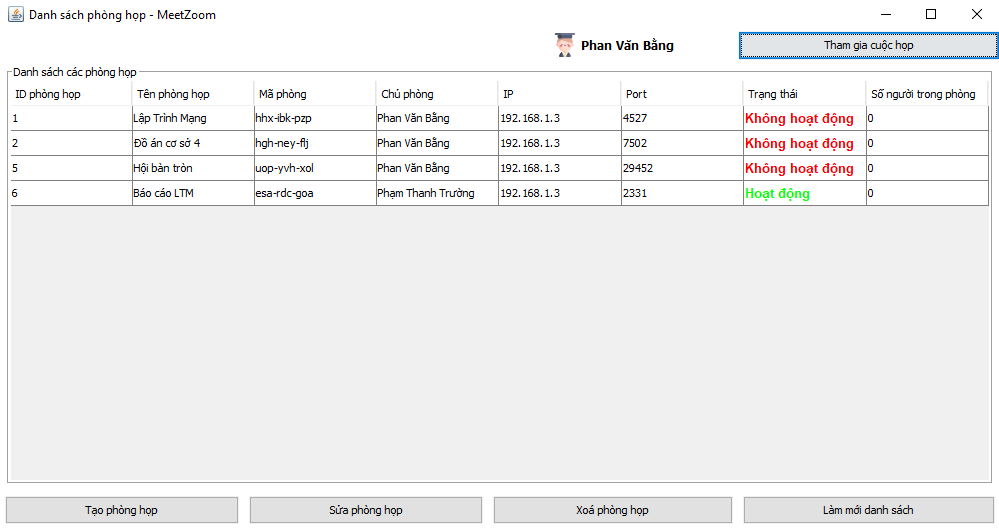 Danh sách phòng họp - MeetZoom
Phan Văn Bằng
Tham gia cuộc họp
Danh sách các phòng họp
ID phòng họp Tên phòng họp Mã phòng Chủ phòng IP Port Trạng thái Số người trong phòng
1 Lập Trình Mạng hhx-ibk-pzp Phan Văn Bằng 192.168.1.3 4527 Không hoạt động 0
2 Đồ án cơ sở 4 hgh-ney-flj Phan Văn Bằng 192.168.1.3 7502 Không hoạt động 0
5 Hội bàn tròn uop-yvh-xol Phan Văn Bằng 192.168.1.3 29452 Không hoạt động 0
6 Báo cáo LTM esa-rdc-goa Phạm Thanh Trường 192.168.1.3 2331 Hoạt động 0
Tạo phòng họp Sửa phòng họp Xoá phòng họp Làm mới danh sách